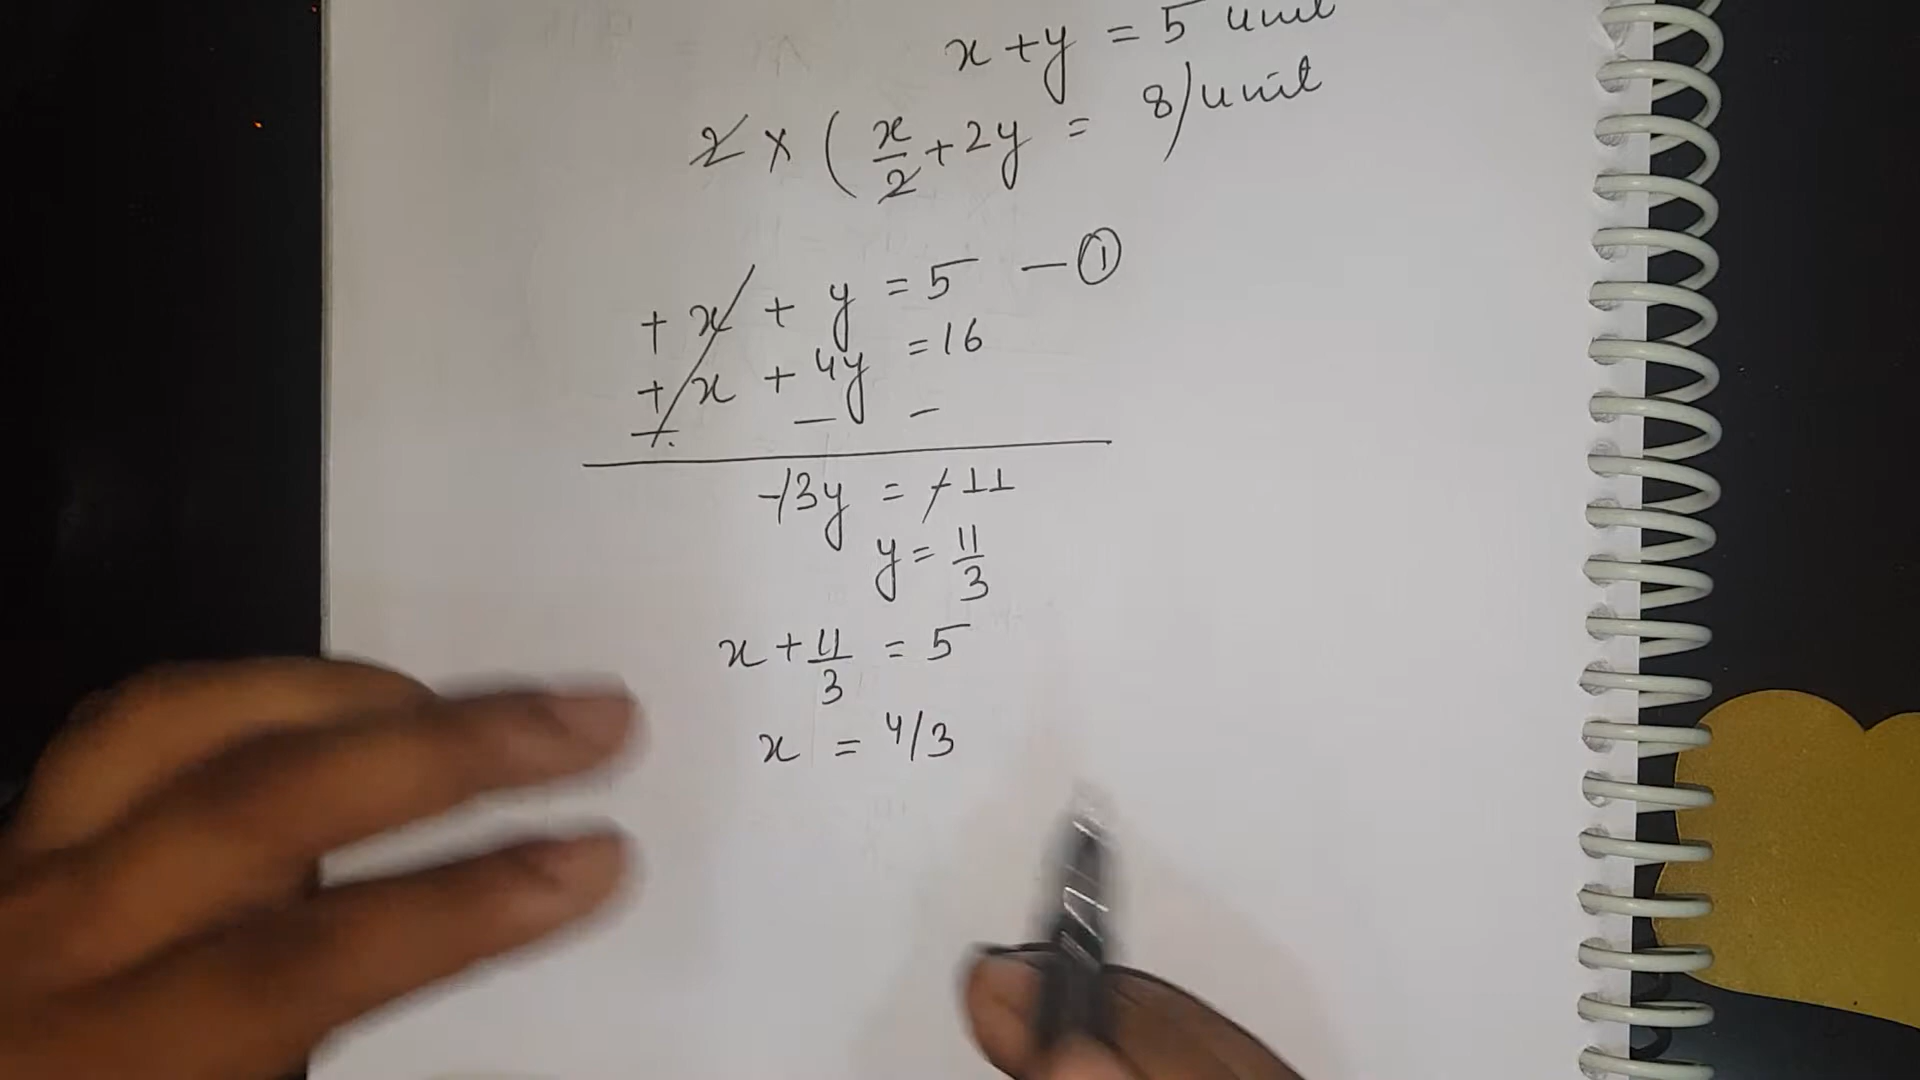 x + y = 5 unit
2 × ( x/2 + 2y = 8/unit
+ x + y = 5 — ①
+ x + 4y = 16
− − −
-3y = -11
y = 11/3
x + 11/3 = 5
x = 4/3